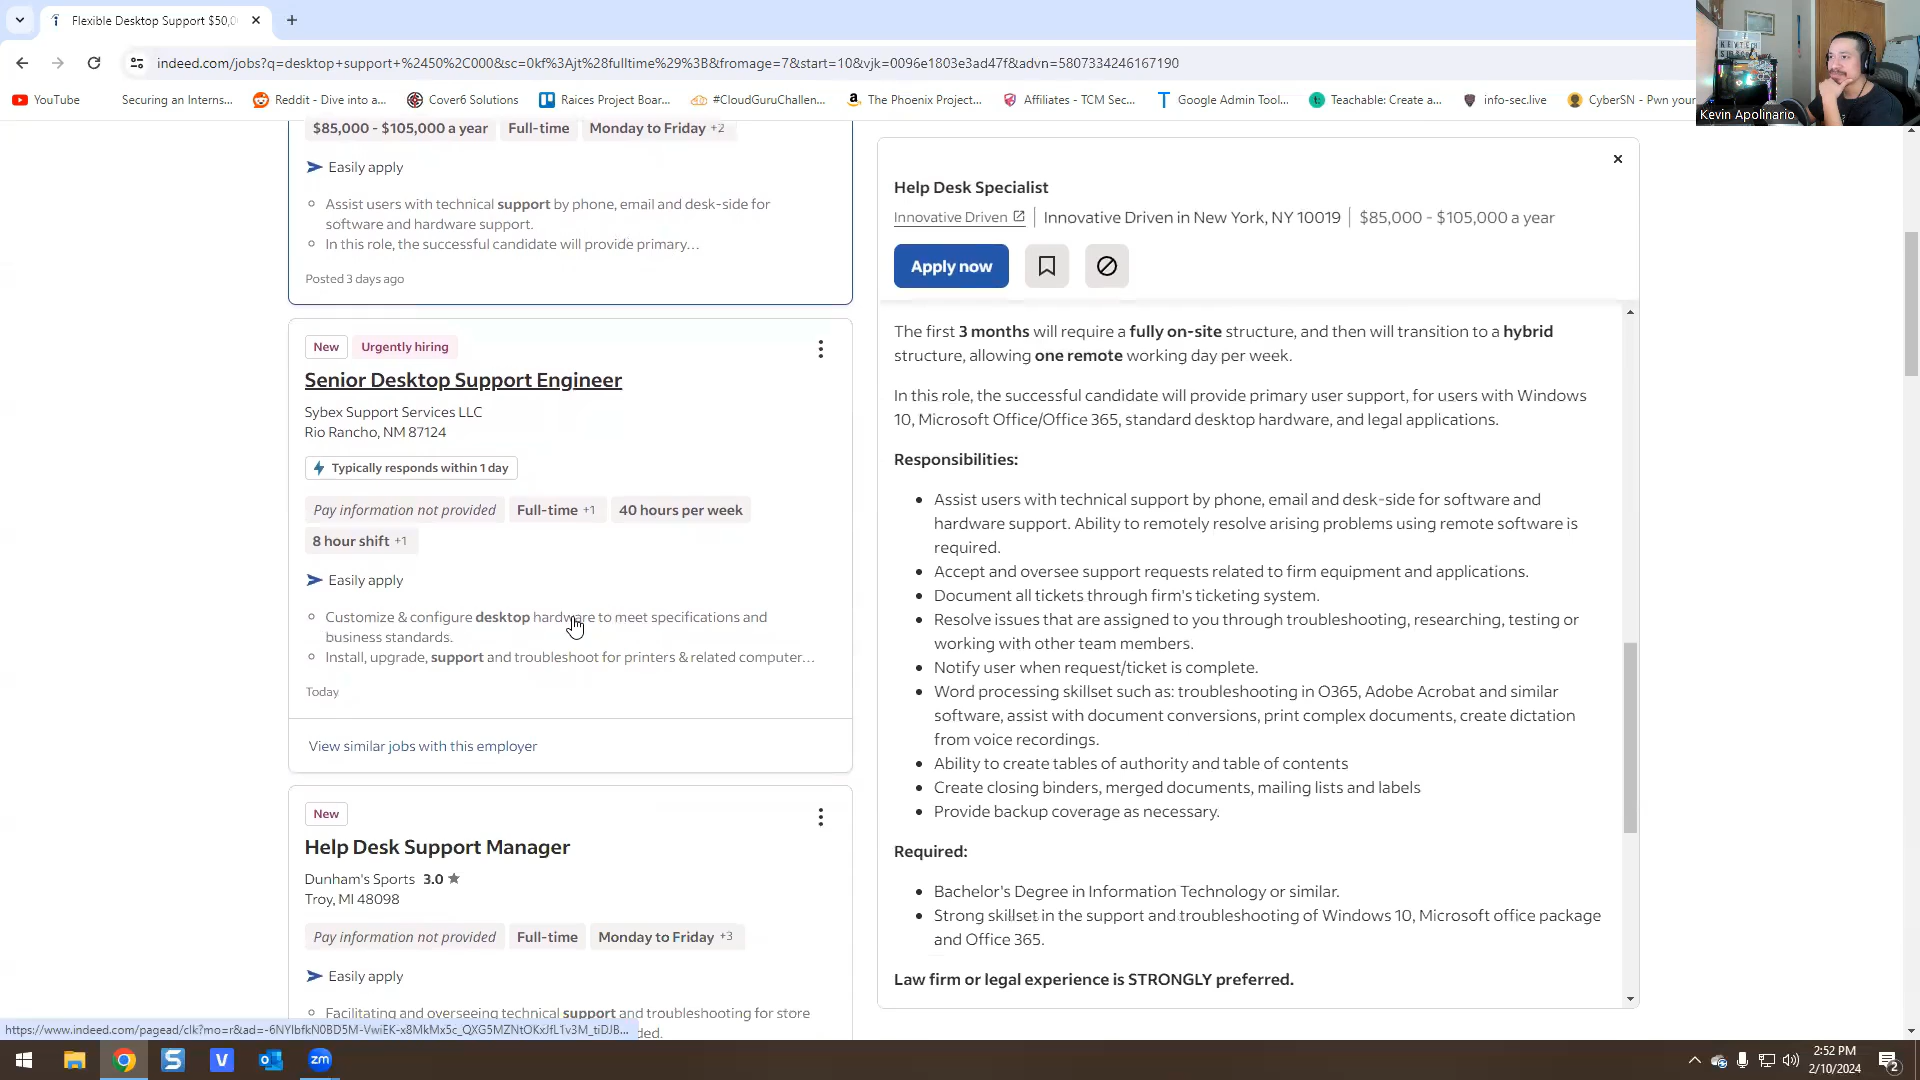 Flexible Desktop Support $50,0
indeed.com/jobs?q=desktop+support+%2450%2C000&sc=0kf%3Ajt%28fulltime%29%3B&fromage=7&start=10&vjk=0096e1803e3ad47f&advn=5807334246167190
YouTube
Securing an Interns...
Reddit - Dive into a...
Cover6 Solutions
Raices Project Boar...
#CloudGuruChallen...
The Phoenix Project...
Affiliates - TCM Sec...
Google Admin Tool...
Teachable: Create a...
info-sec.live
CyberSN - Pwn your
Kevin Apolinario
$85,000 - $105,000 a year
Full-time
Monday to Friday +2
Easily apply
Assist users with technical support by phone, email and desk-side for
software and hardware support.
In this role, the successful candidate will provide primary...
Posted 3 days ago
New
Urgently hiring
Senior Desktop Support Engineer
Sybex Support Services LLC
Rio Rancho, NM 87124
Typically responds within 1 day
Pay information not provided
Full-time +1
40 hours per week
8 hour shift +1
Easily apply
Customize & configure desktop hardware to meet specifications and
business standards.
Install, upgrade, support and troubleshoot for printers & related computer...
Today
View similar jobs with this employer
New
Help Desk Support Manager
Dunham's Sports 3.0
Troy, MI 48098
Pay information not provided
Full-time
Monday to Friday +3
Easily apply
Facilitating and overseeing technical support and troubleshooting for store
ded.
Help Desk Specialist
Innovative Driven
Innovative Driven in New York, NY 10019
$85,000 - $105,000 a year
Apply now
The first 3 months will require a fully on-site structure, and then will transition to a hybrid
structure, allowing one remote working day per week.
In this role, the successful candidate will provide primary user support, for users with Windows
10, Microsoft Office/Office 365, standard desktop hardware, and legal applications.
Responsibilities:
Assist users with technical support by phone, email and desk-side for software and
hardware support. Ability to remotely resolve arising problems using remote software is
required.
Accept and oversee support requests related to firm equipment and applications.
Document all tickets through firm's ticketing system.
Resolve issues that are assigned to you through troubleshooting, researching, testing or
working with other team members.
Notify user when request/ticket is complete.
Word processing skillset such as: troubleshooting in O365, Adobe Acrobat and similar
software, assist with document conversions, print complex documents, create dictation
from voice recordings.
Ability to create tables of authority and table of contents
Create closing binders, merged documents, mailing lists and labels
Provide backup coverage as necessary.
Required:
Bachelor's Degree in Information Technology or similar.
Strong skillset in the support and troubleshooting of Windows 10, Microsoft office package
and Office 365.
Law firm or legal experience is STRONGLY preferred.
zm
2:52 PM
2/10/2024
2